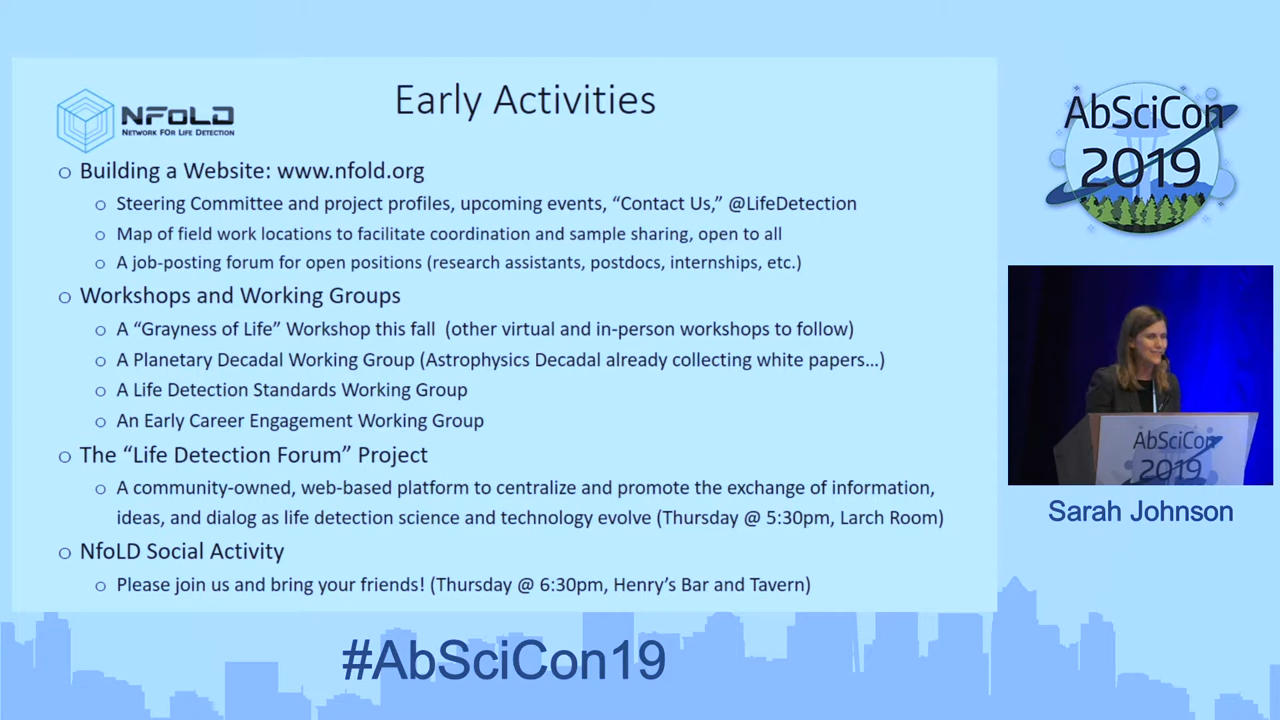 Early Activities
NFoLD
NETWORK FOR LIFE DETECTION
o Building a Website: www.nfold.org
o Steering Committee and project profiles, upcoming events, “Contact Us,” @LifeDetection
o Map of field work locations to facilitate coordination and sample sharing, open to all
o A job-posting forum for open positions (research assistants, postdocs, internships, etc.)
o Workshops and Working Groups
o A “Grayness of Life” Workshop this fall (other virtual and in-person workshops to follow)
o A Planetary Decadal Working Group (Astrophysics Decadal already collecting white papers…)
o A Life Detection Standards Working Group
o An Early Career Engagement Working Group
o The “Life Detection Forum” Project
o A community-owned, web-based platform to centralize and promote the exchange of information,
ideas, and dialog as life detection science and technology evolve (Thursday @ 5:30pm, Larch Room)
o NfoLD Social Activity
o Please join us and bring your friends! (Thursday @ 6:30pm, Henry’s Bar and Tavern)
AbSciCon
2019
AbSciCon
2019
Sarah Johnson
#AbSciCon19